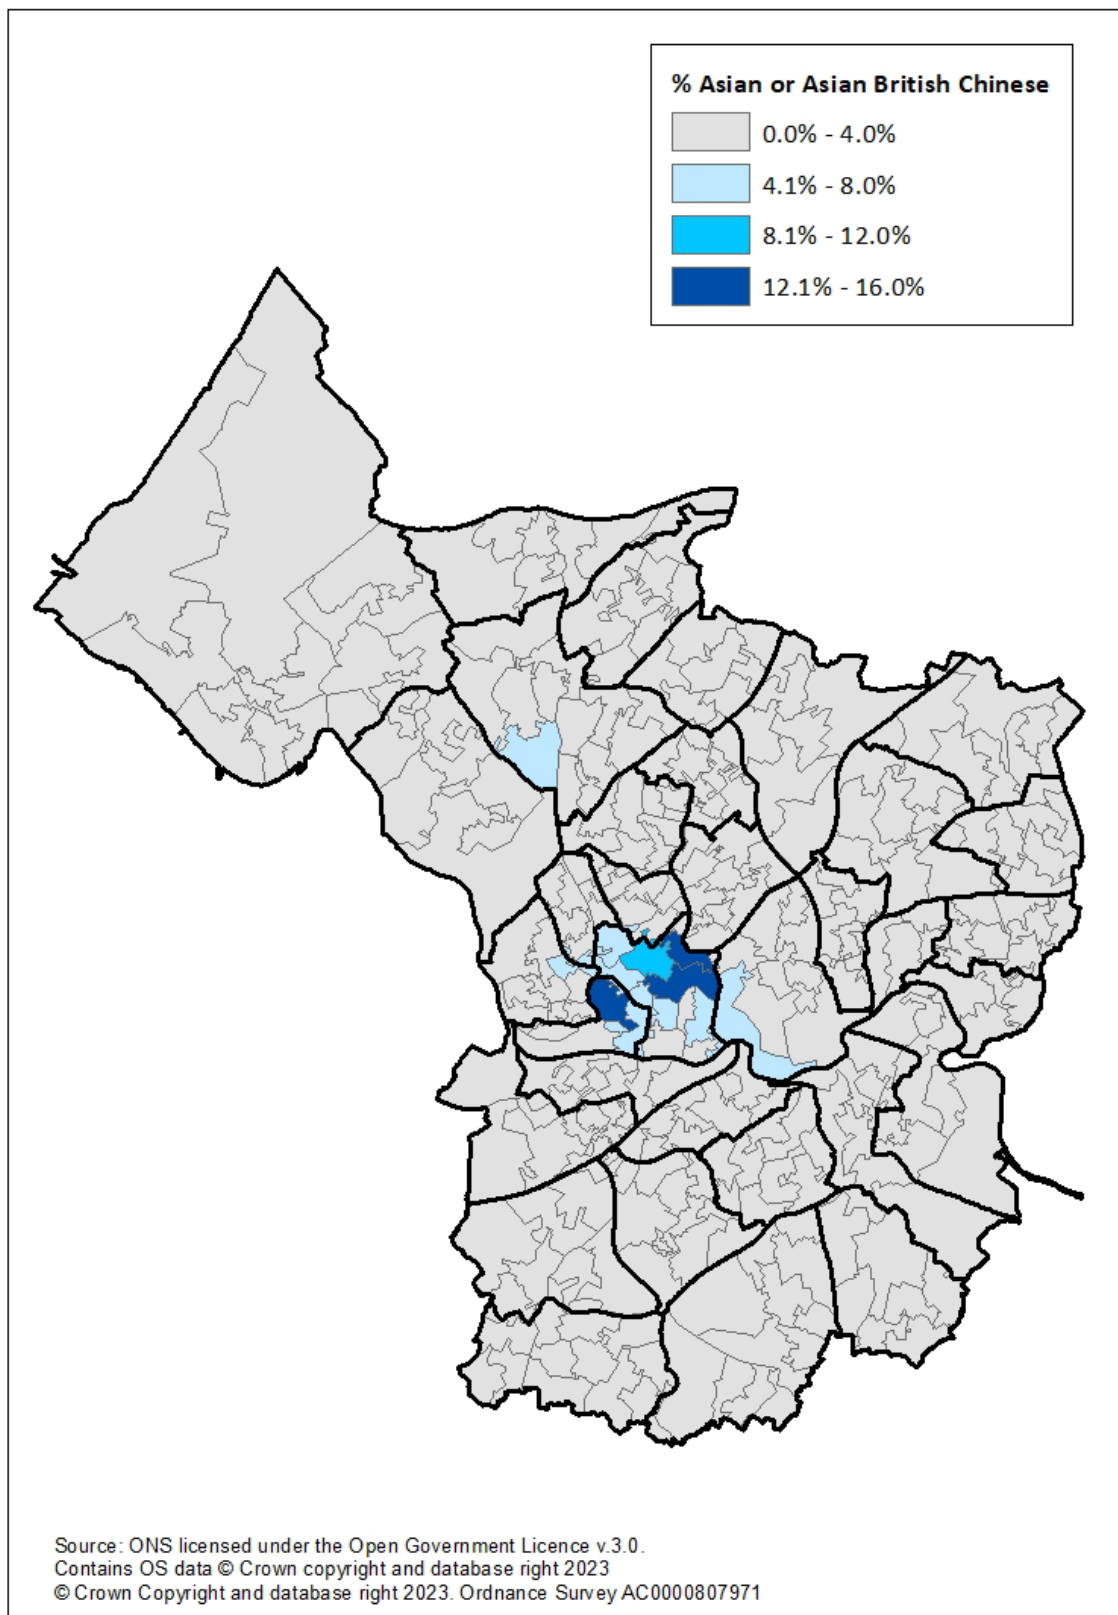 % Asian or Asian British Chinese
0.0% - 4.0%
4.1% - 8.0%
8.1% - 12.0%
12.1% - 16.0%
Source: ONS licensed under the Open Government Licence v.3.0.
Contains OS data © Crown copyright and database right 2023
© Crown Copyright and database right 2023. Ordnance Survey AC0000807971